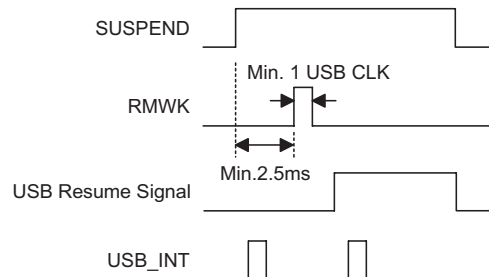 SUSPEND
Min. 1 USB CLK
RMWK
Min.2.5ms
USB Resume Signal
USB_INT